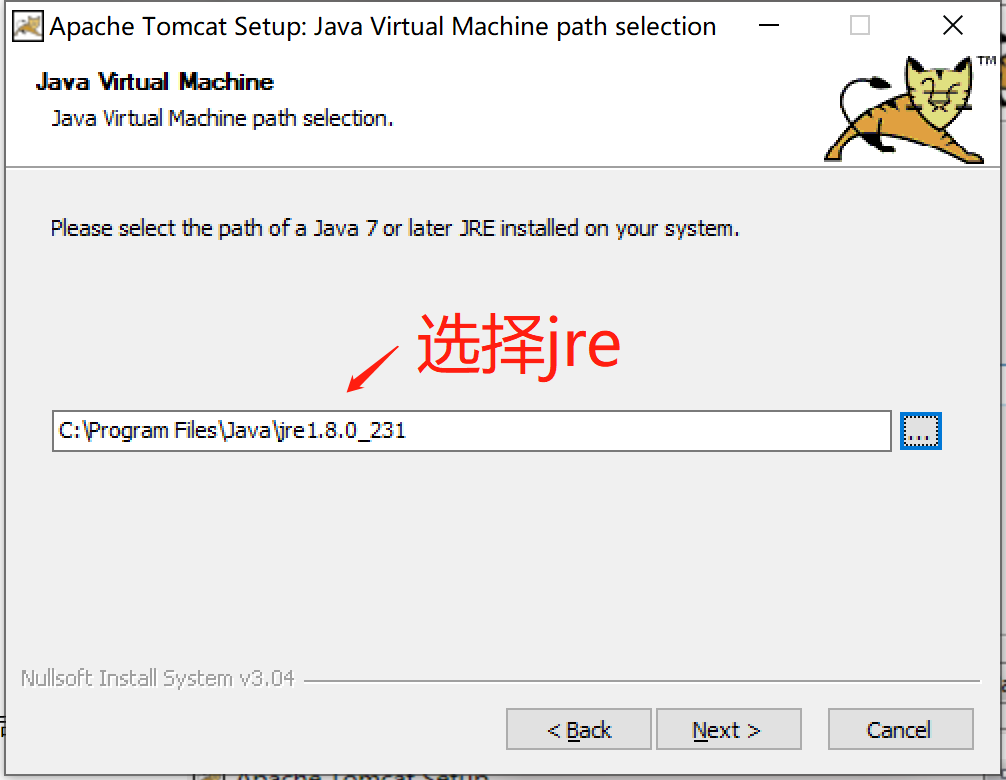 Apache Tomcat Setup: Java Virtual Machine path selection
Java Virtual Machine
TM
Java Virtual Machine path selection.
Please select the path of a Java 7 or later JRE installed on your system.
选择jre
C:\Program Files\Java\jre1.8.0_231
...
Nullsoft Install System v3.04
< Back
Next >
Cancel
Apache Tomcat Setup